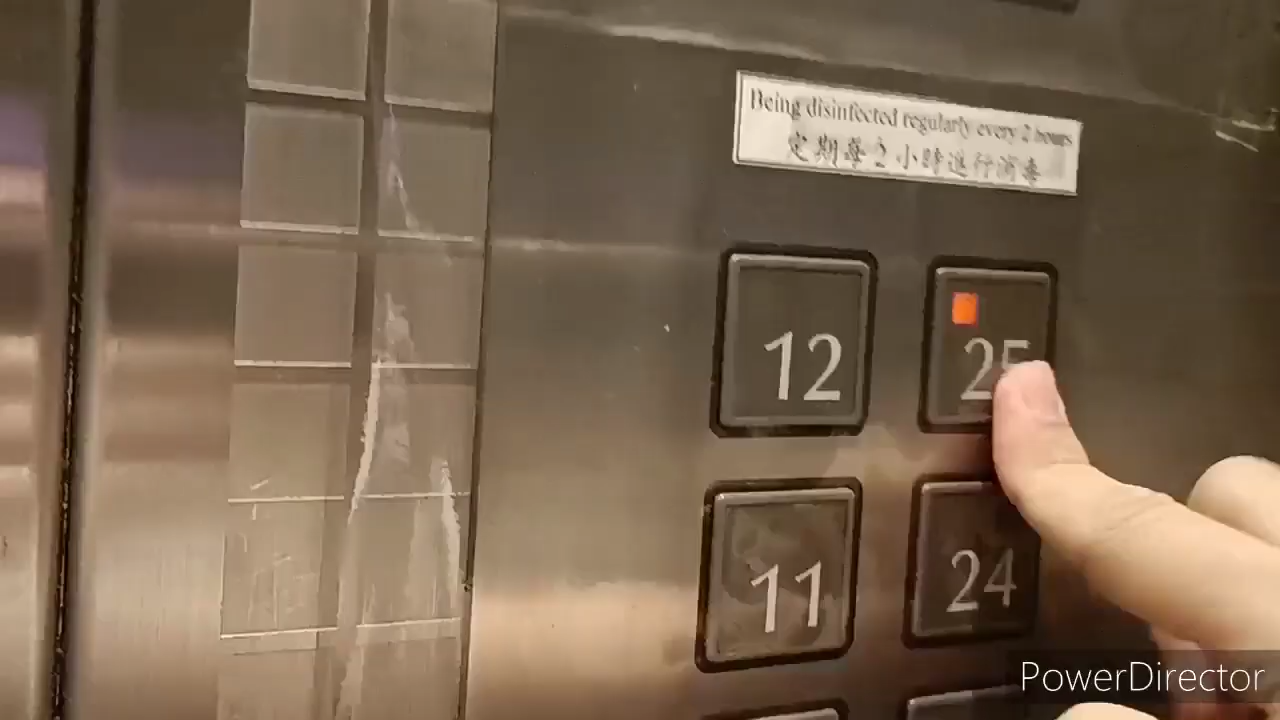 Being disinfected regularly every 2 hours
定期每2小時進行消毒
12
25
11
24
PowerDirector